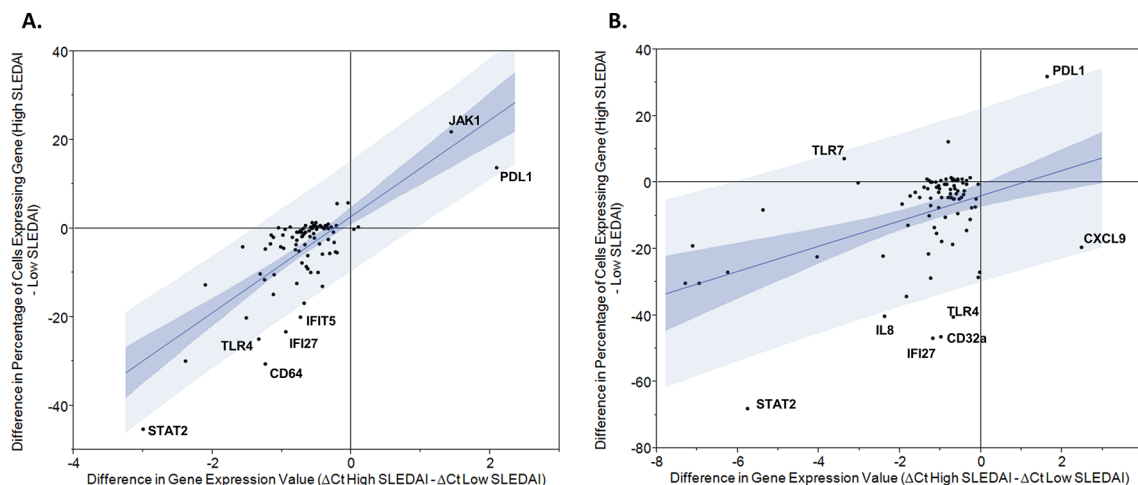 A.
Difference in Percentage of Cells Expressing Gene (High SLEDAI
- Low SLEDAI)
40
20
0
-20
-40
JAK1
PDL1
IFIT5
IFI27
TLR4
CD64
STAT2
-4
-2
0
2
Difference in Gene Expression Value (ΔCt High SLEDAI - ΔCt Low SLEDAI)
B.
Difference in Percentage of Cells Expressing Gene (High SLEDAI
- Low SLEDAI)
40
20
0
-20
-40
-60
-80
PDL1
TLR7
CXCL9
TLR4
IL8
CD32a
IFI27
STAT2
-8
-6
-4
-2
0
2
4
Difference in Gene Expression Value (ΔCt High SLEDAI - ΔCt Low SLEDAI)